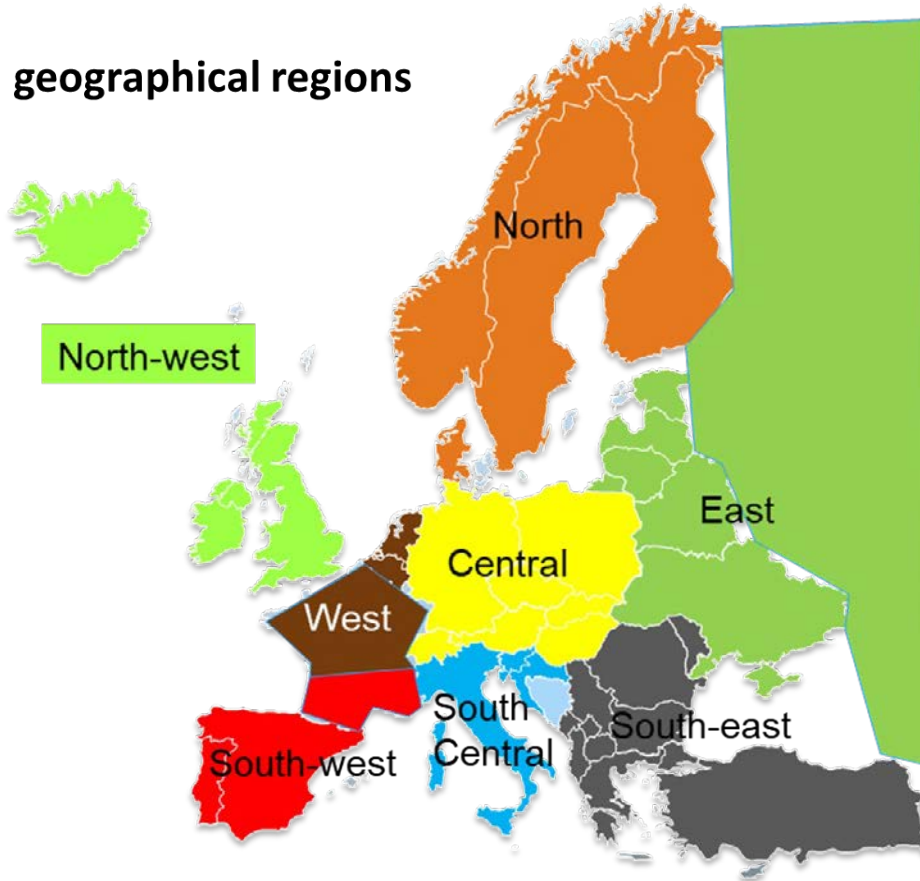 geographical regions
North
North-west
East
Central
West
South
Central
South-east
South-west